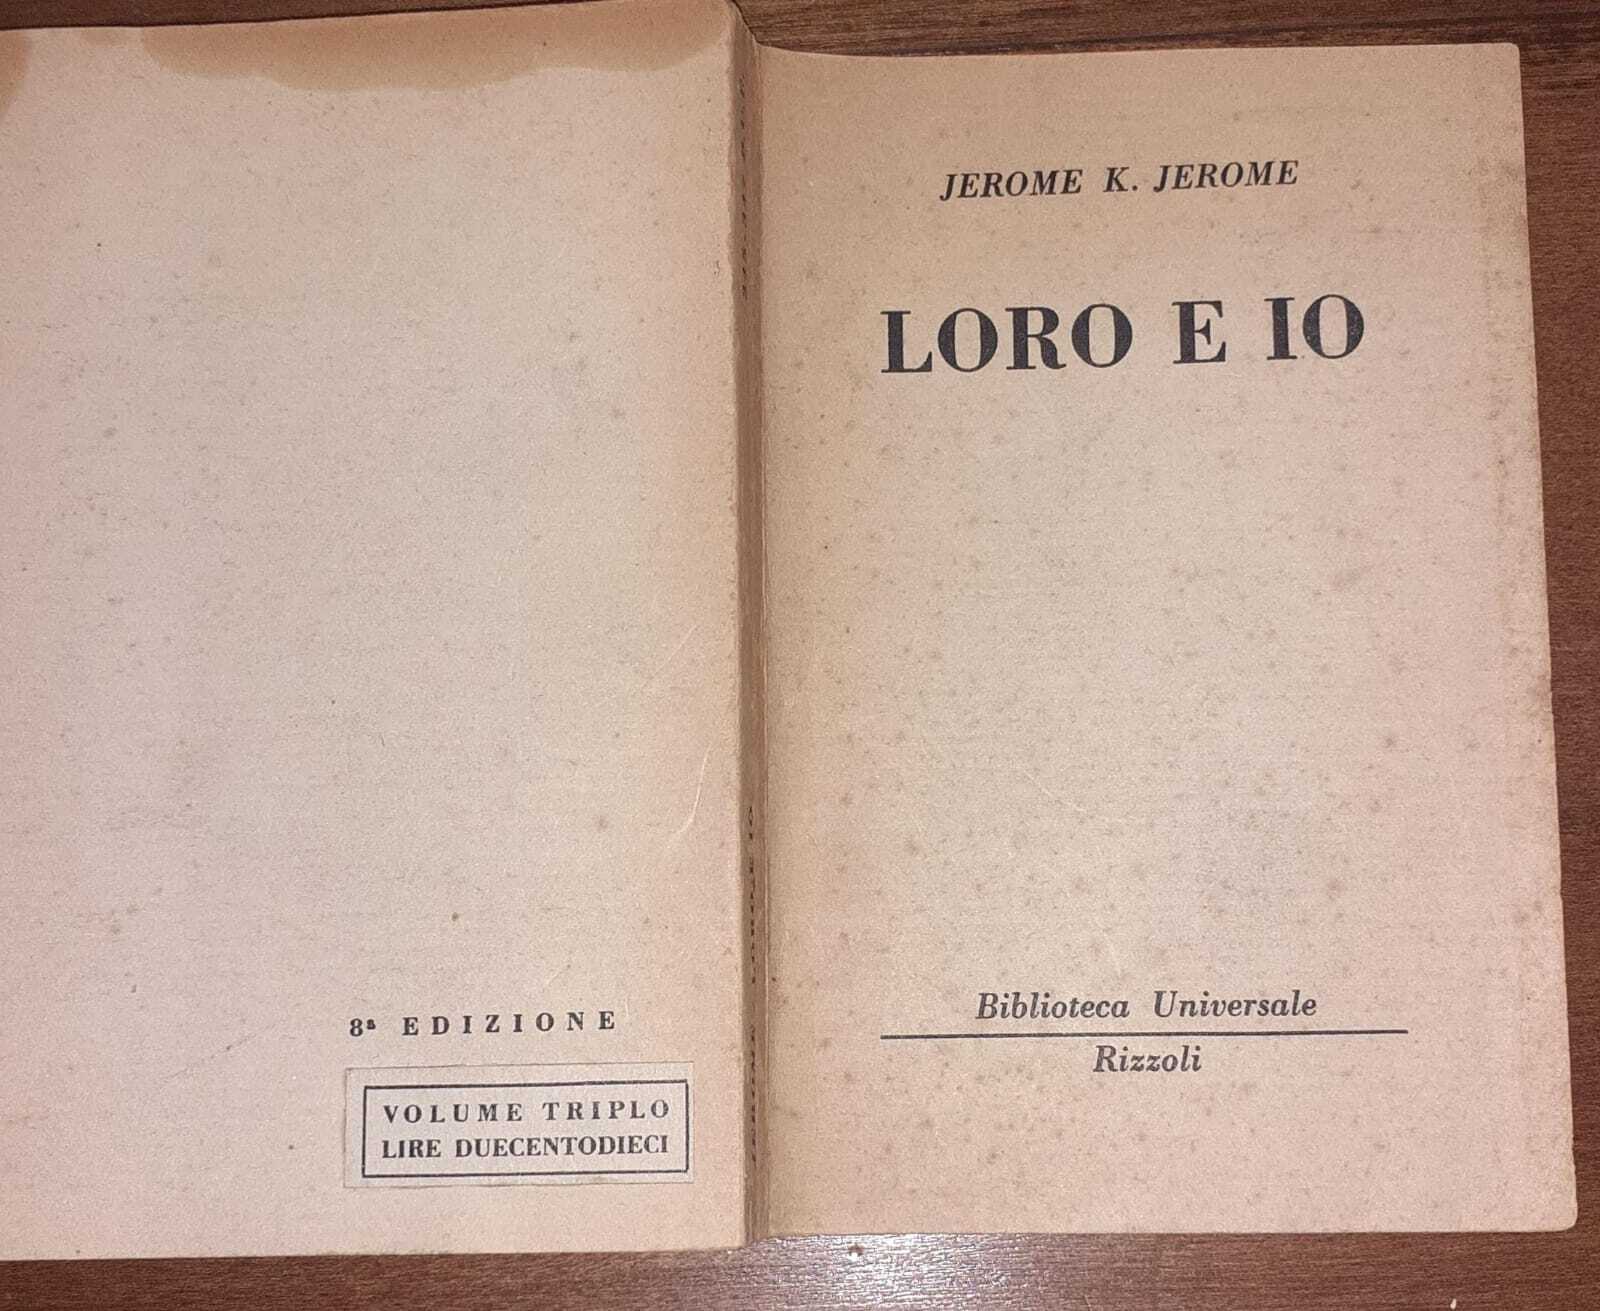 JEROME K. JEROME
LORO E IO
Biblioteca Universale
Rizzoli
8ª EDIZIONE
VOLUME TRIPLO
LIRE DUECENTODIECI